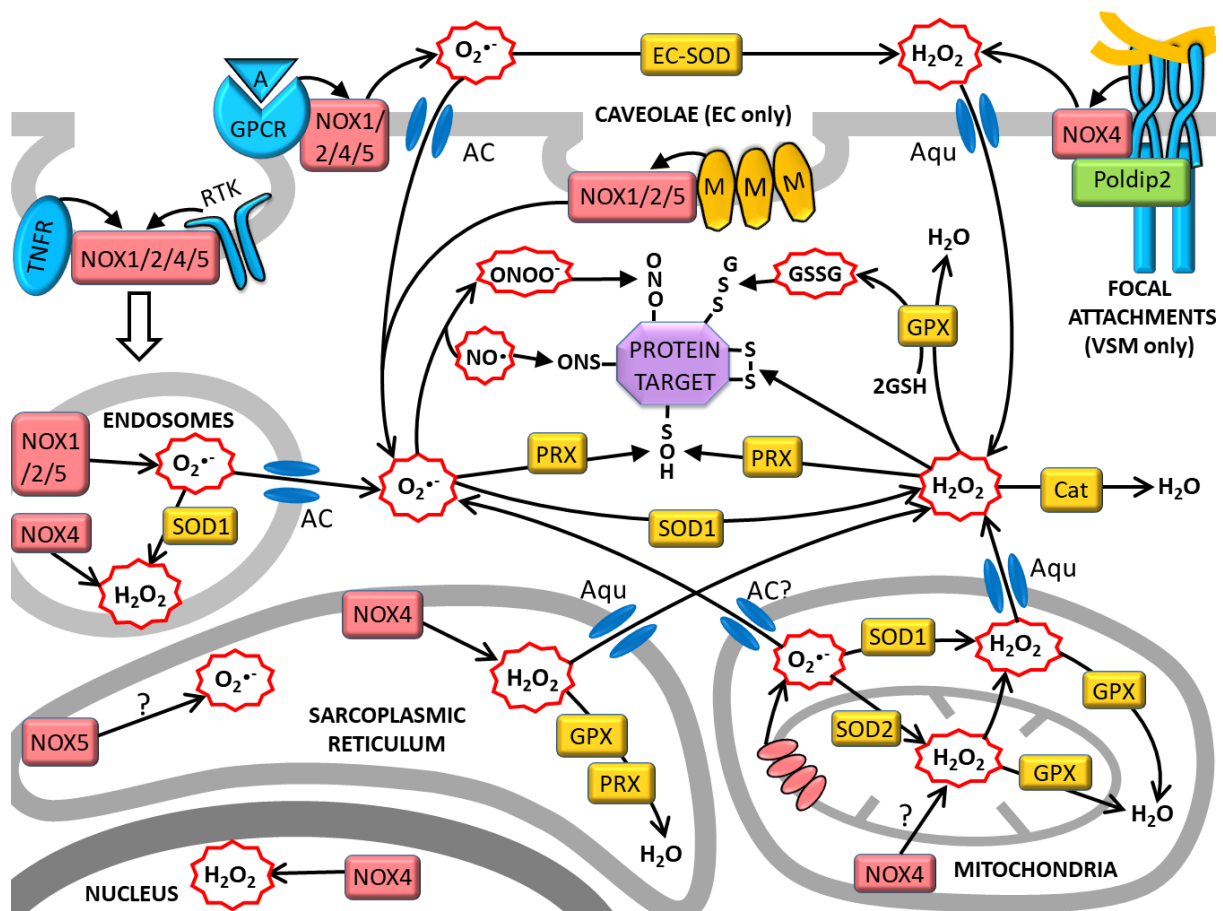 O₂•-
EC-SOD
H₂O₂
A
GPCR
NOX1/
2/4/5
AC
CAVEOLAE (EC only)
Aqu
NOX4
Poldip2
NOX1/2/5
M
M
M
TNFR
RTK
NOX1/2/4/5
FOCAL
ATTACHMENTS
(VSM only)
ONOO⁻
O
N
O
G
S
S
GSSG
H₂O
GPX
2GSH
NO•
ONS
PROTEIN
TARGET
S
S
S
O
H
ENDOSOMES
NOX1
/2/5
O₂•-
AC
SOD1
NOX4
H₂O₂
O₂•-
PRX
PRX
SOD1
H₂O₂
Cat
H₂O
NOX4
Aqu
H₂O₂
O₂•-
?
NOX5
SARCOPLASMIC
RETICULUM
GPX
PRX
H₂O
AC?
Aqu
O₂•-
SOD1
H₂O₂
SOD2
GPX
H₂O₂
GPX
H₂O
?
NOX4
MITOCHONDRIA
NUCLEUS
H₂O₂
NOX4